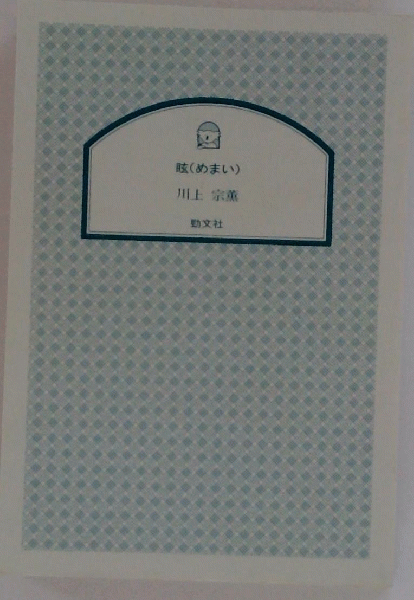 眩(めまい)
川上 宗薫
勁文社